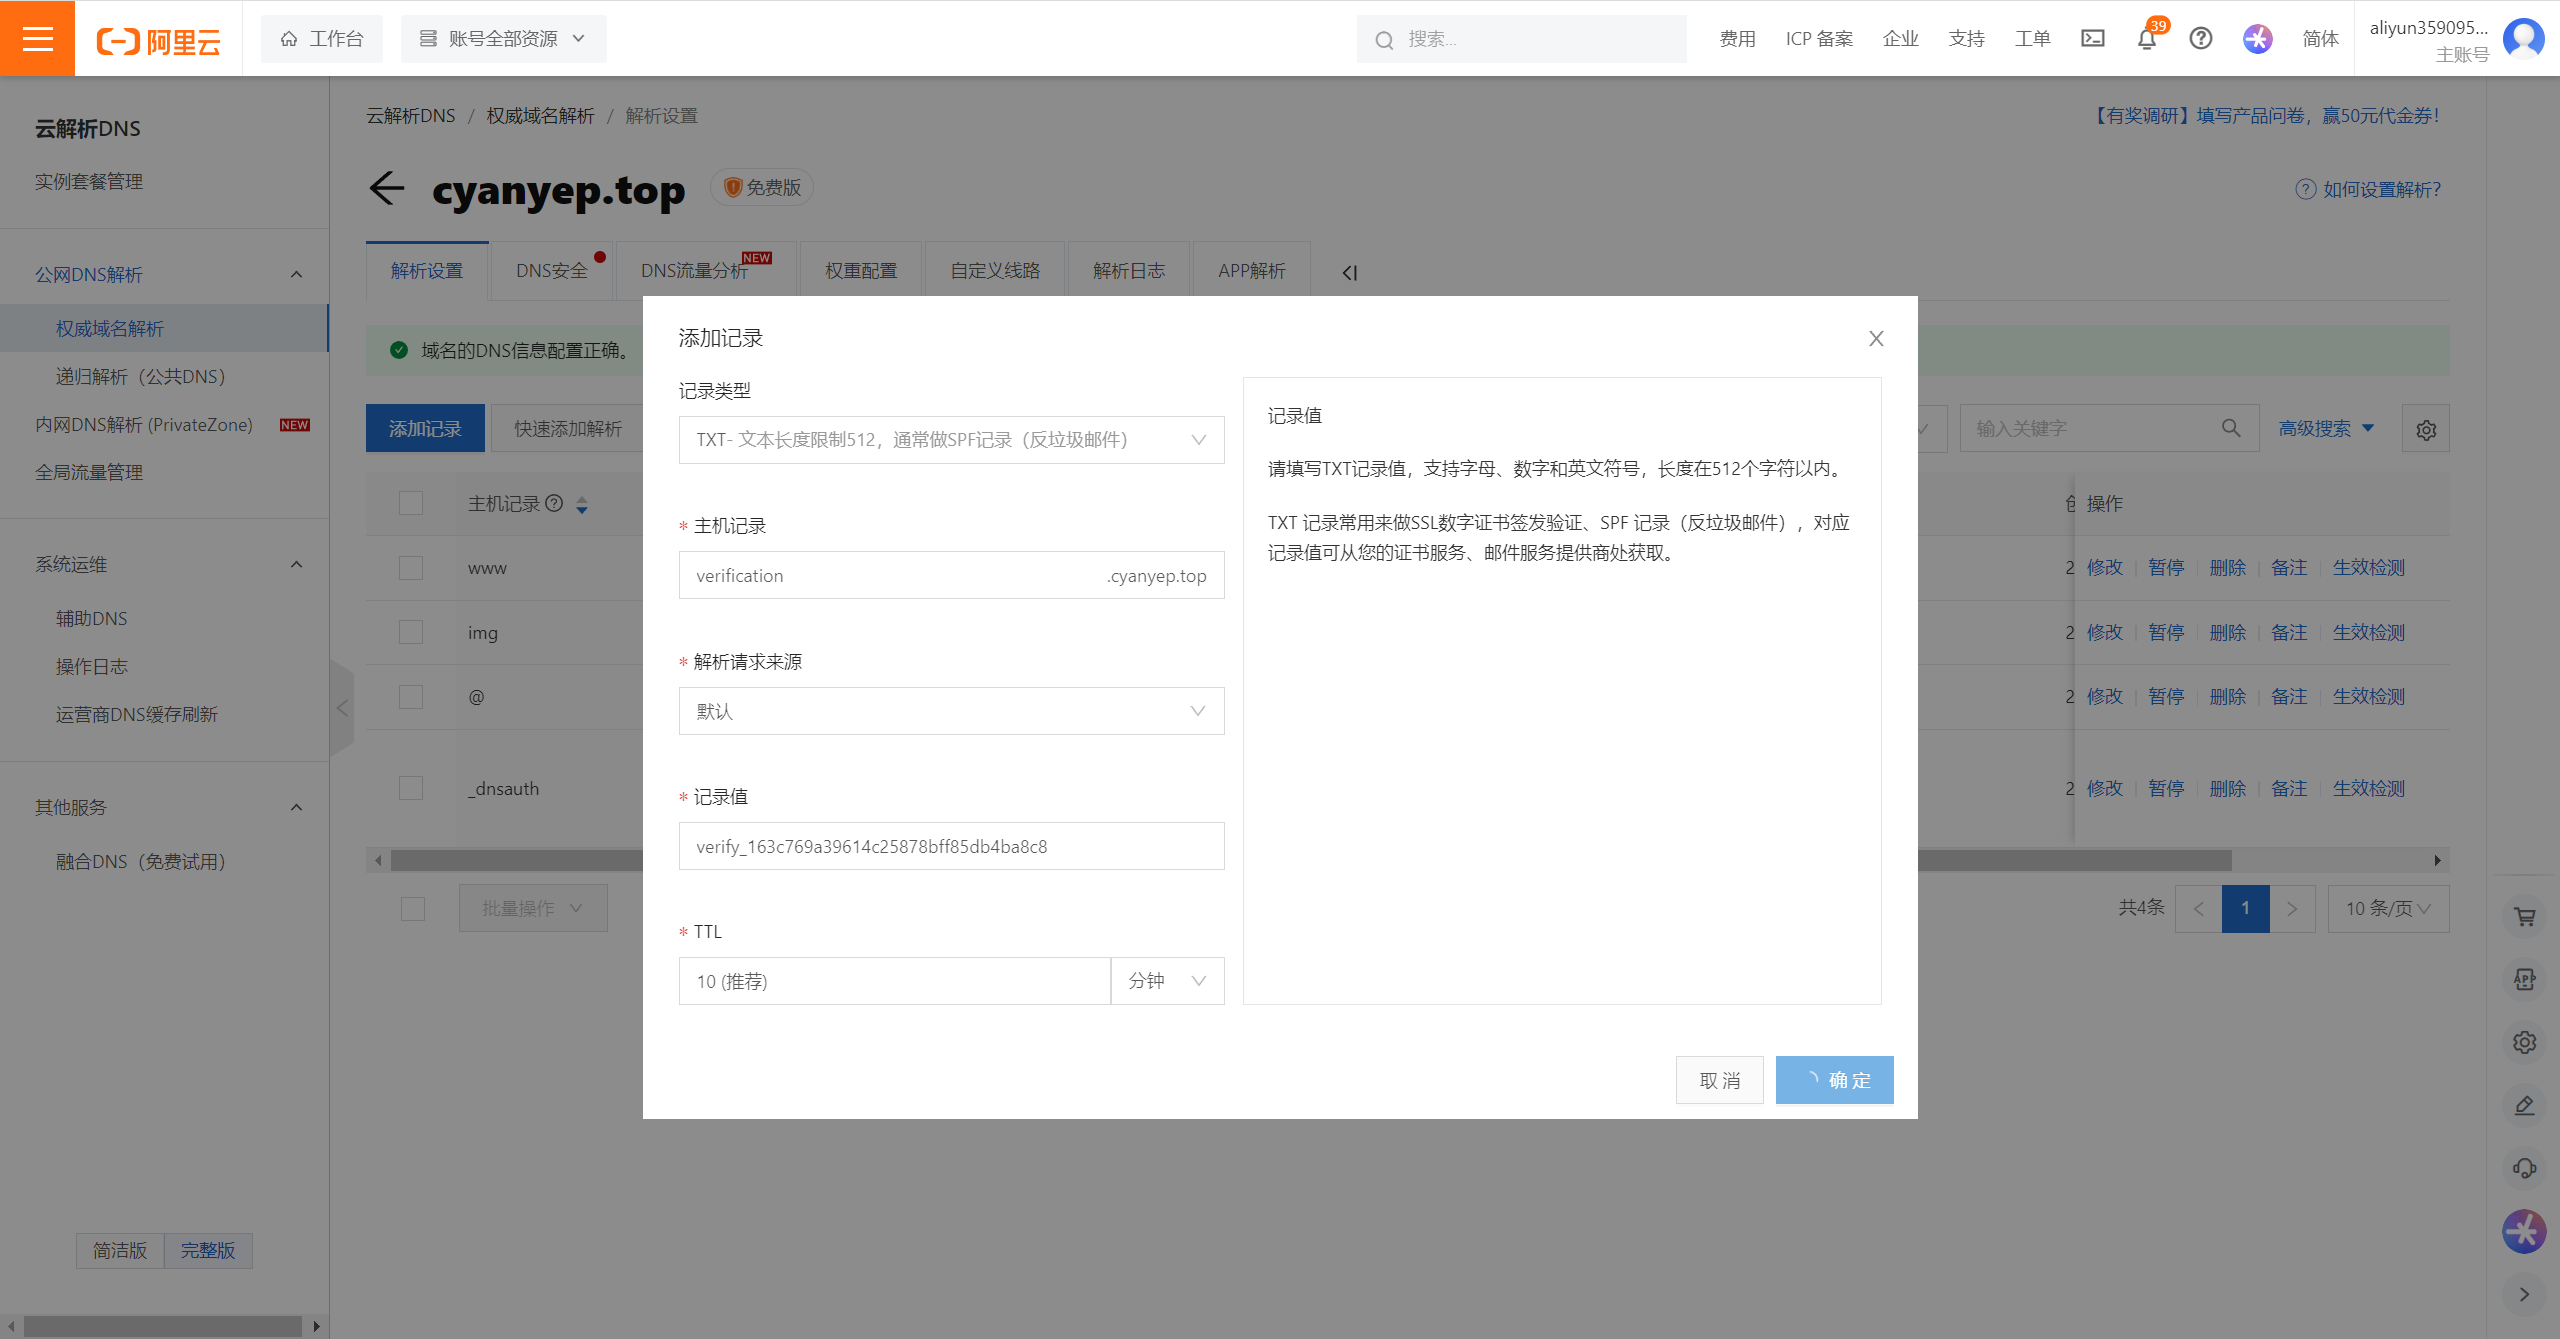 阿里云
工作台
账号全部资源
搜索...
费用
ICP 备案
企业
支持
工单
39
简体
aliyun359095...
主账号
云解析DNS
实例套餐管理
公网DNS解析
权威域名解析
递归解析（公共DNS）
内网DNS解析 (PrivateZone) NEW
全局流量管理
系统运维
辅助DNS
操作日志
运营商DNS缓存刷新
其他服务
融合DNS（免费试用）
简洁版
完整版
云解析DNS / 权威域名解析 / 解析设置
【有奖调研】填写产品问卷，赢50元代金券！
cyanyep.top
免费版
如何设置解析？
解析设置
DNS安全
DNS流量分析 NEW
权重配置
自定义线路
解析日志
APP解析
域名的DNS信息配置正确。
添加记录
快速添加解析
输入关键字
高级搜索
主机记录
操作
www
2 修改 暂停 删除 备注 生效检测
img
2 修改 暂停 删除 备注 生效检测
@
2 修改 暂停 删除 备注 生效检测
_dnsauth
2 修改 暂停 删除 备注 生效检测
批量操作
共4条
1
10 条/页
添加记录
记录类型
TXT- 文本长度限制512，通常做SPF记录（反垃圾邮件）
* 主机记录
verification
.cyanyep.top
* 解析请求来源
默认
* 记录值
verify_163c769a39614c25878bff85db4ba8c8
* TTL
10 (推荐)
分钟
记录值
请填写TXT记录值，支持字母、数字和英文符号，长度在512个字符以内。
TXT 记录常用来做SSL数字证书签发验证、SPF 记录（反垃圾邮件），对应
记录值可从您的证书服务、邮件服务提供商处获取。
取 消
确 定
APP